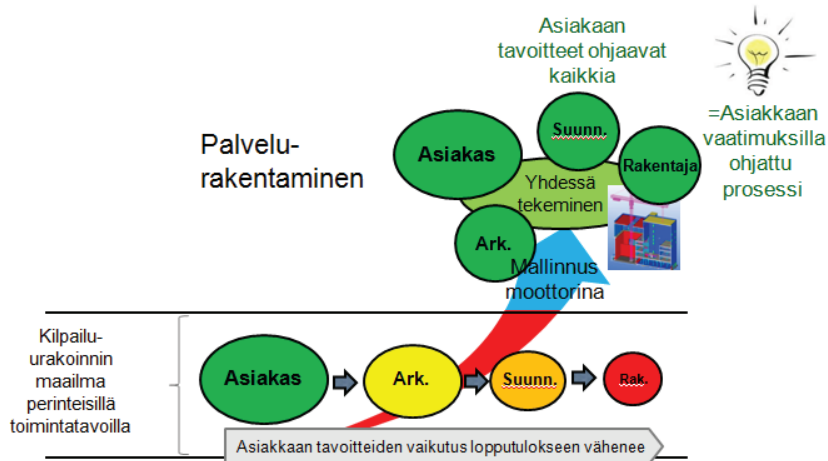 Asiakaan
tavoitteet ohjaavat
kaikkia
=Asiakkaan
vaatimuksilla
ohjattu
prosessi
Palvelu-
rakentaminen
Asiakas
Suunn.
Rakentaja
Yhdessä
tekeminen
Ark.
Mallinnus
moottorina
Kilpailu-
urakoinnin
maailma
perinteisillä
toimintatavoilla
Asiakas
Ark.
Suunn.
Rak.
Asiakkaan tavoitteiden vaikutus lopputulokseen vähenee